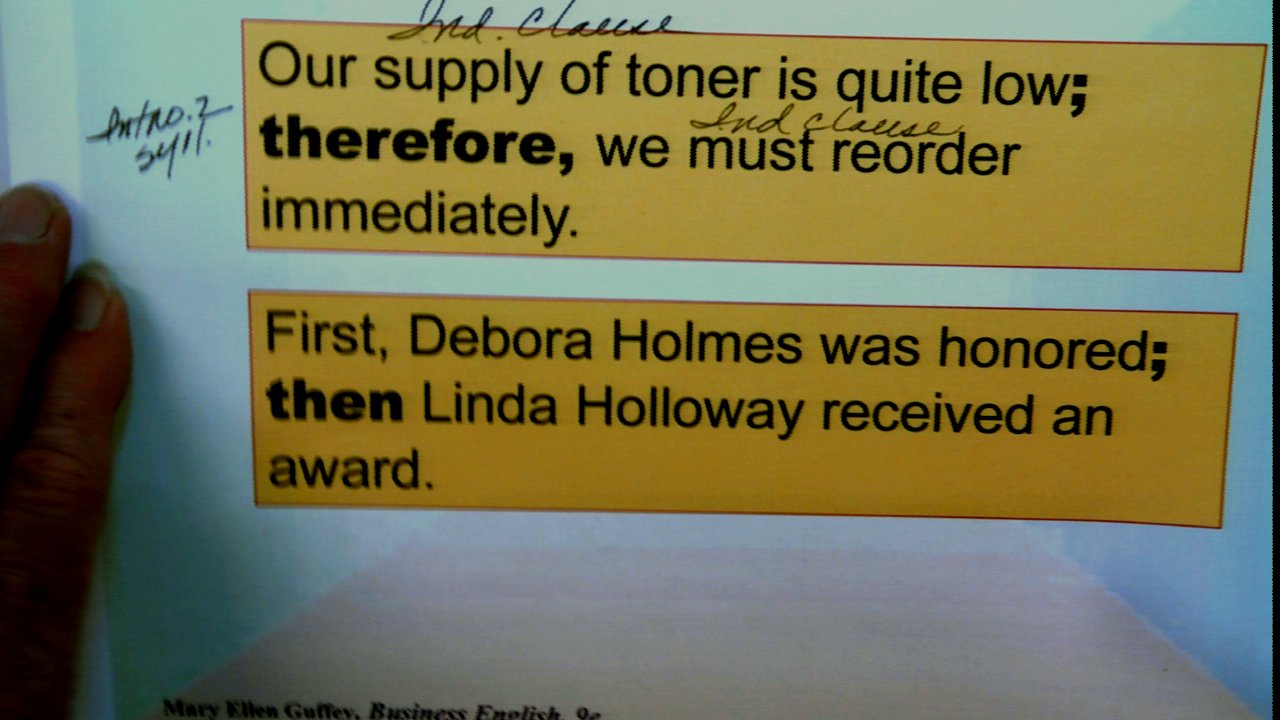 Ind. Clause
Our supply of toner is quite low;
Intro. 2
syll.
Ind clause
therefore, we must reorder
immediately.
First, Debora Holmes was honored;
then Linda Holloway received an
award.
Mary Ellen Guffey, Business English, 9e